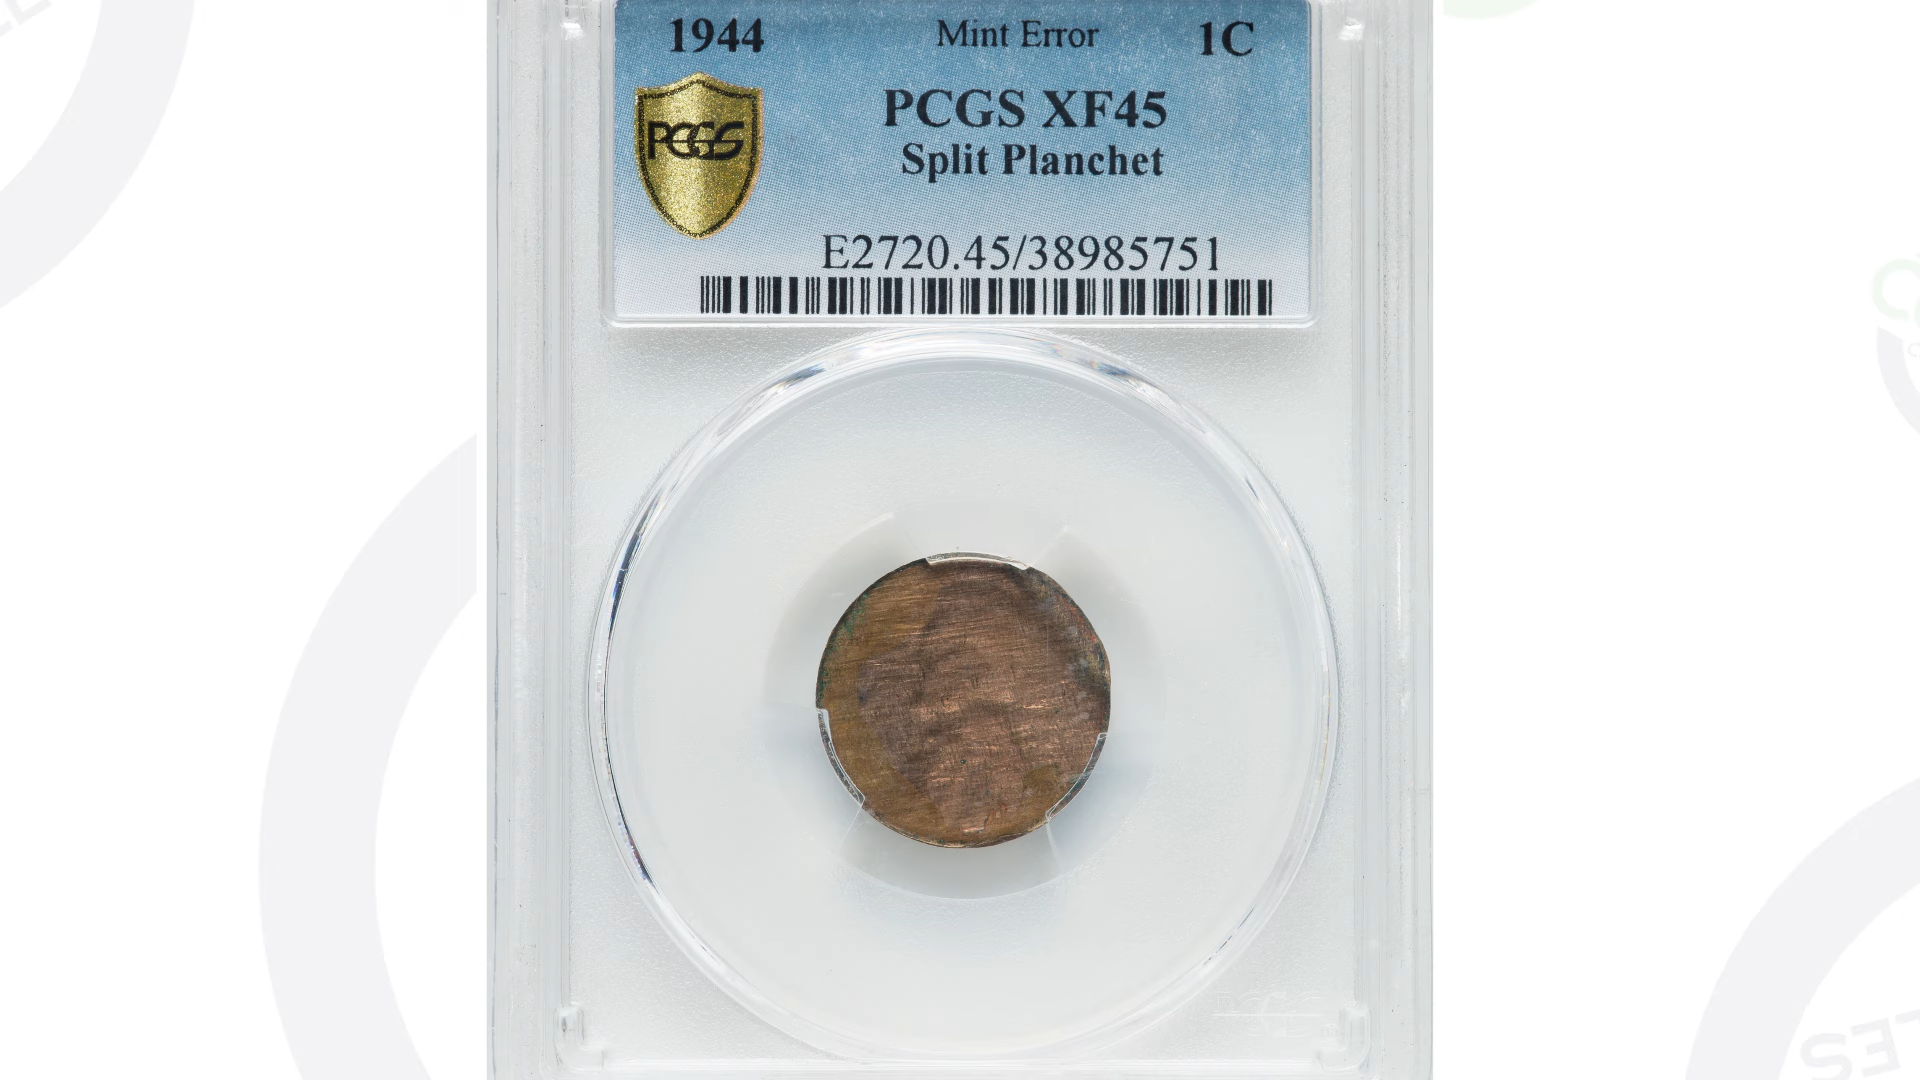 1944 Mint Error 1C
PCGS
PCGS XF45
Split Planchet
E2720.45/38985751